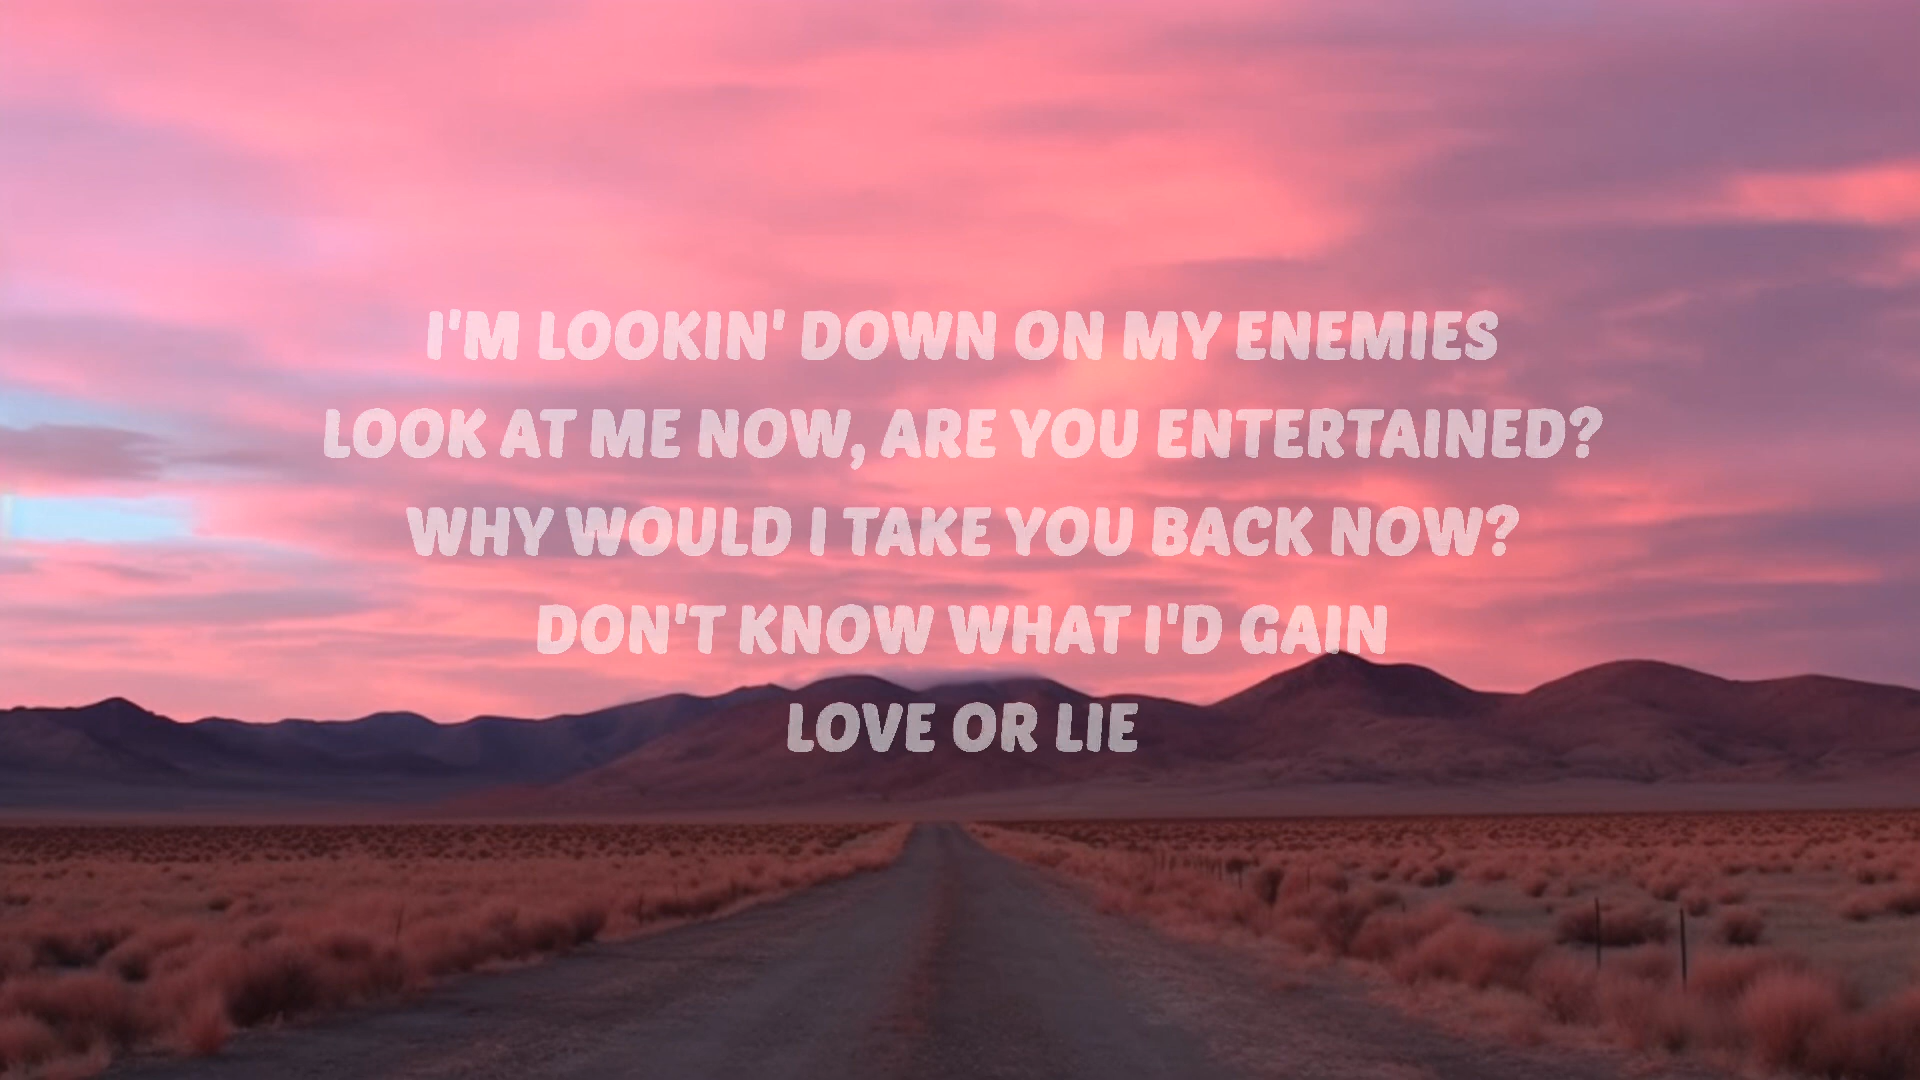 I'M LOOKIN' DOWN ON MY ENEMIES
LOOK AT ME NOW, ARE YOU ENTERTAINED?
WHY WOULD I TAKE YOU BACK NOW?
DON'T KNOW WHAT I'D GAIN
LOVE OR LIE